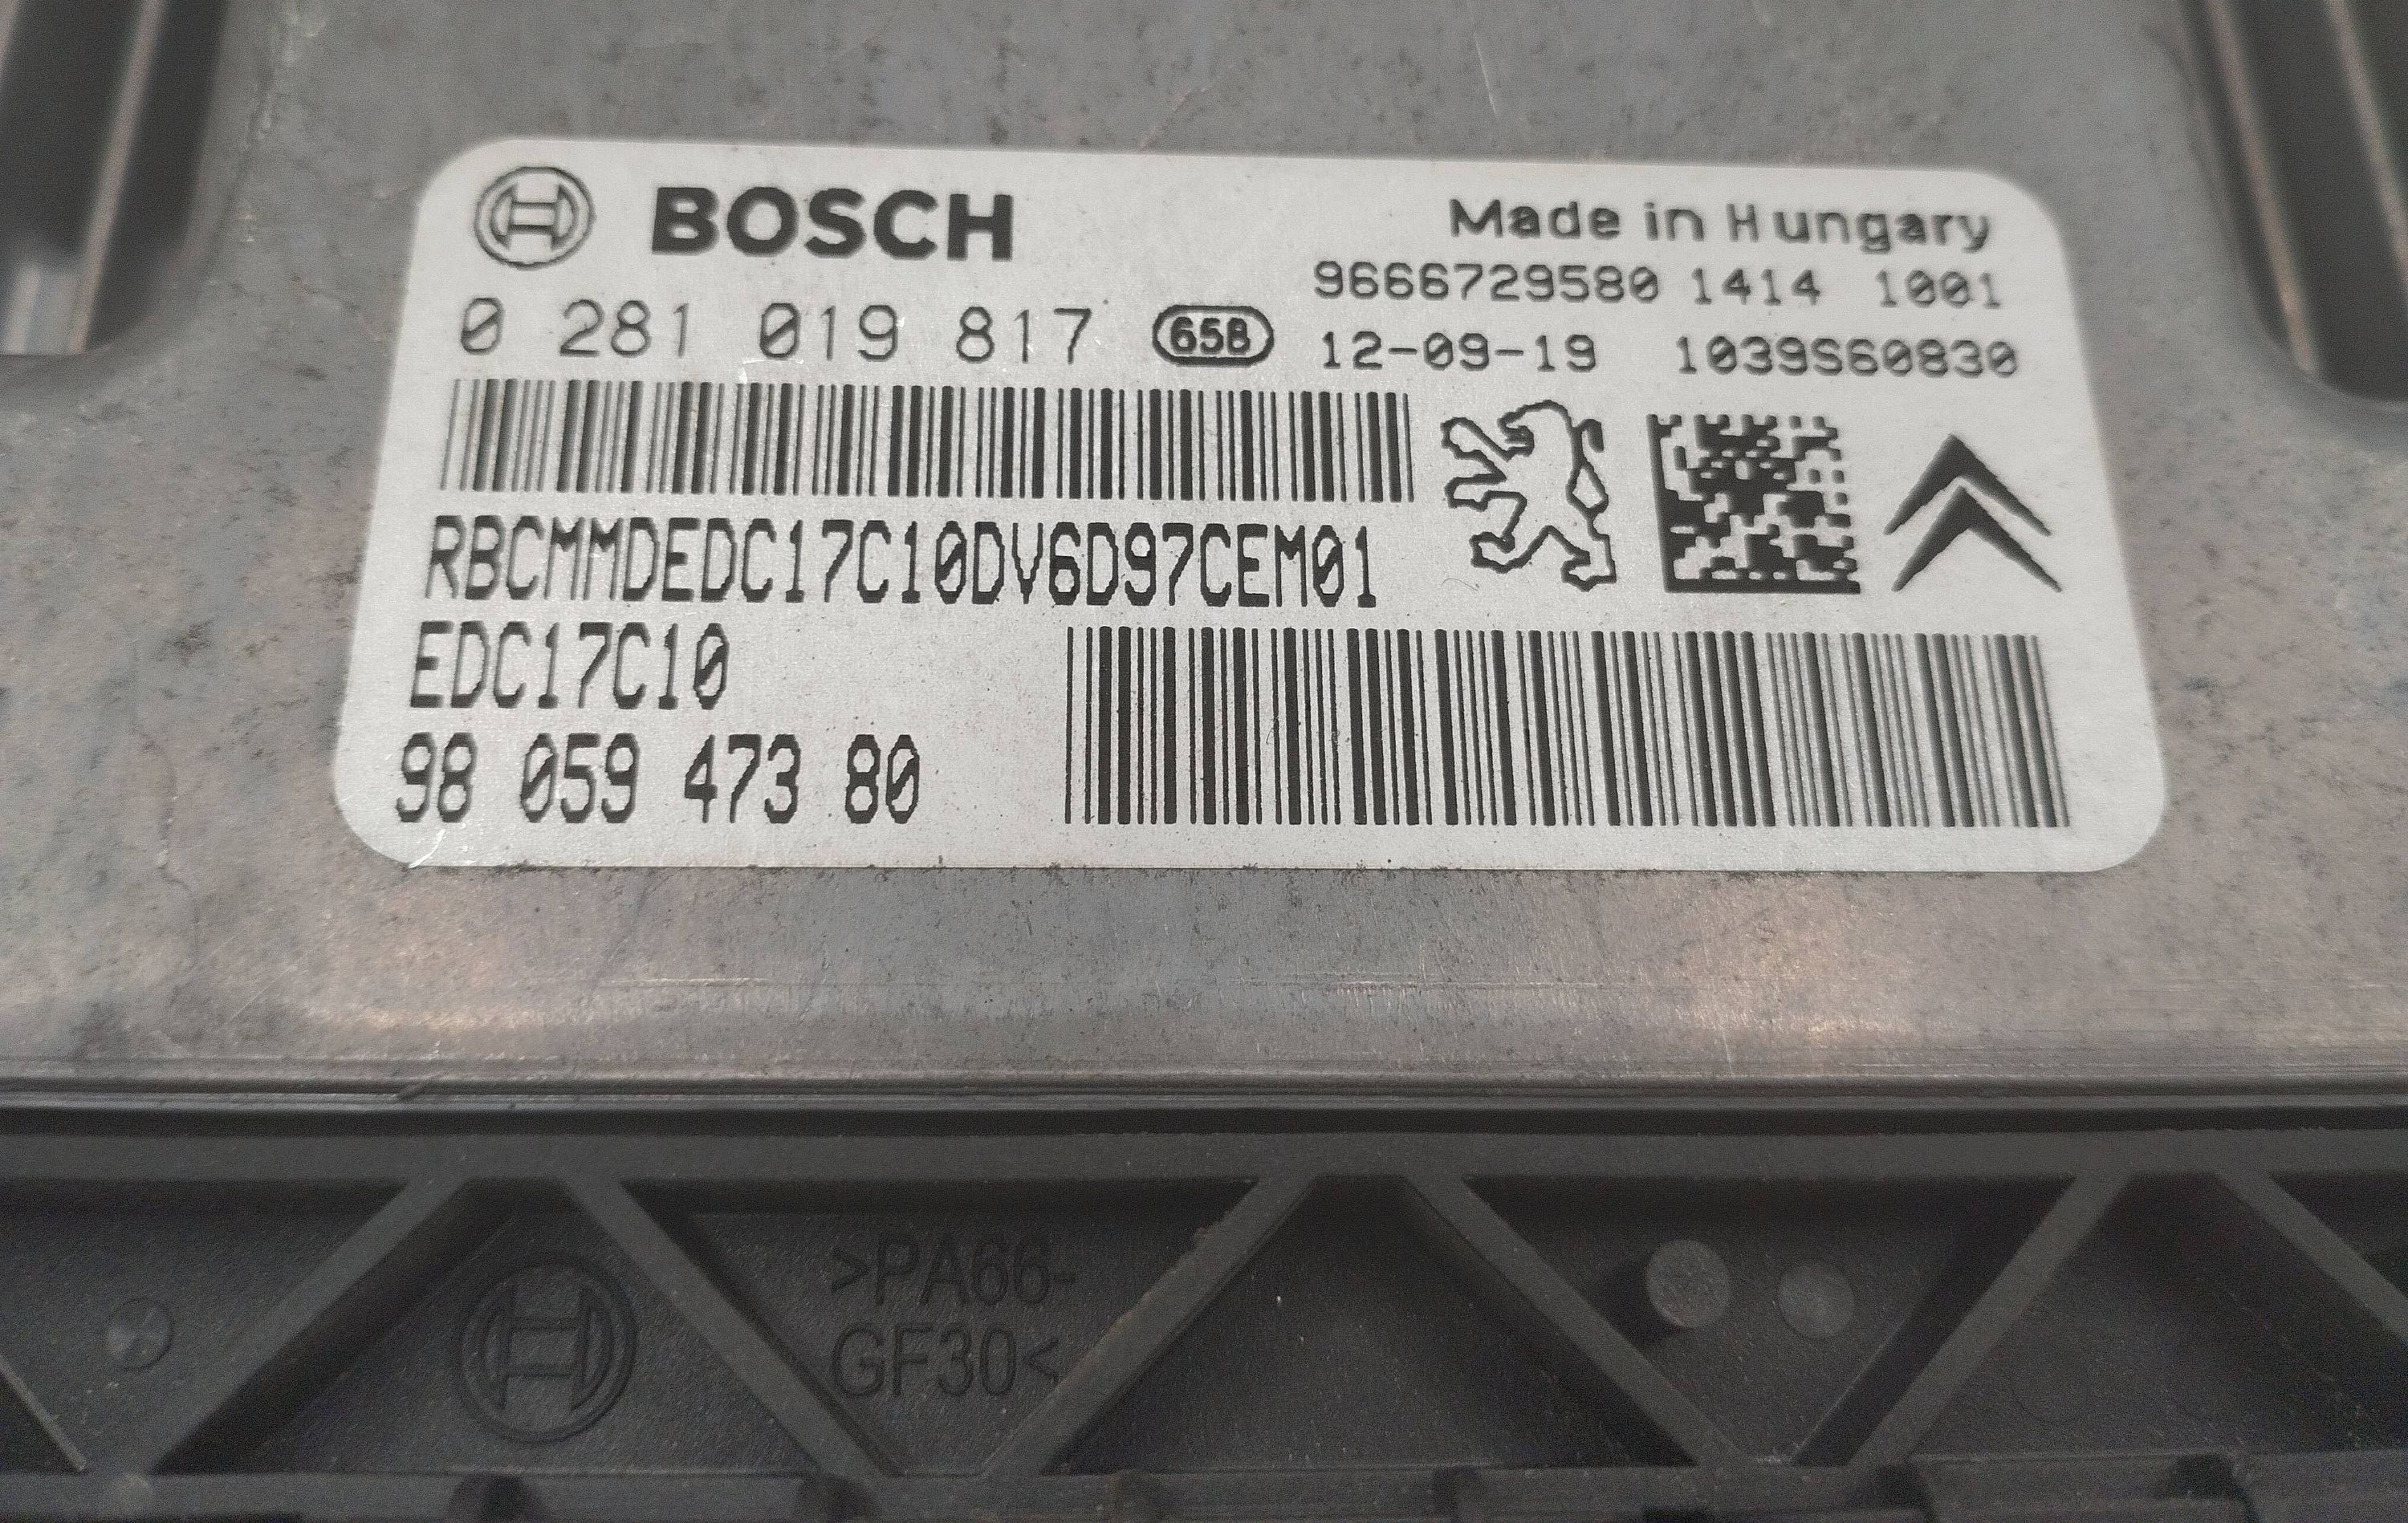 BOSCH
Made in Hungary
9666729580 1414 1001
0 281 019 817 65B 12-09-19 1039S60830
RBCMMDEDC17C10DV6D97CEM01
EDC17C10
98 059 473 80
>PA66-
GF30<